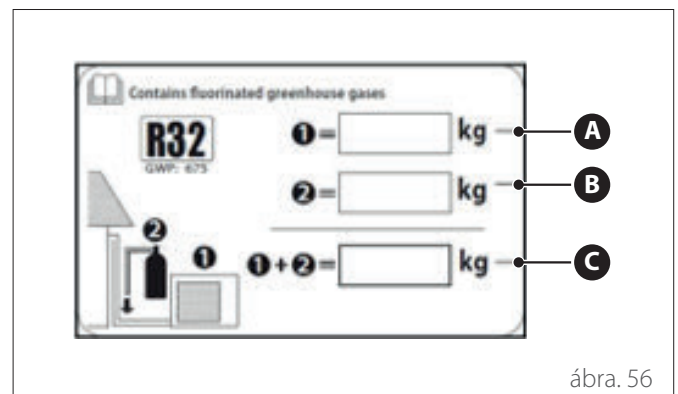 Contains fluorinated greenhouse gases
R32
GWP: 675
❶= kg A
❷= kg B
❷
❶
❶+❷= kg C
ábra. 56